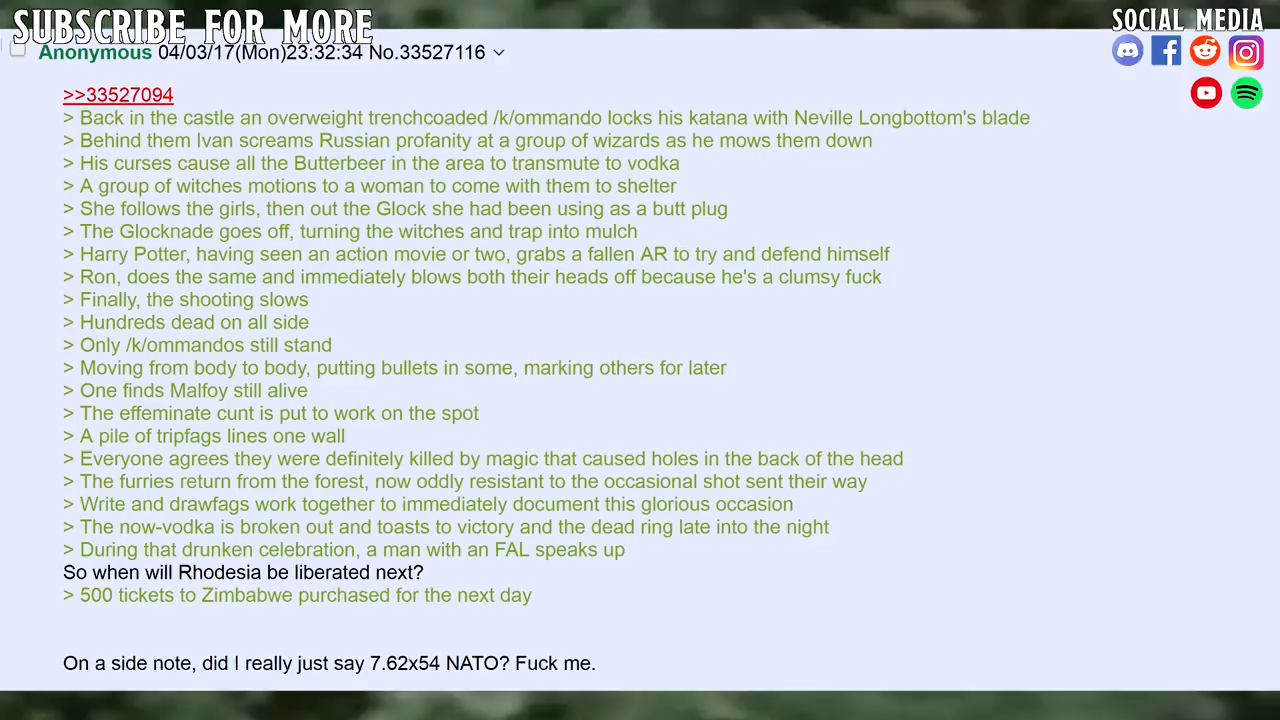 SUBSCRIBE FOR MORE
SOCIAL MEDIA
Anonymous 04/03/17(Mon)23:32:34 No.33527116
>>33527094
> Back in the castle an overweight trenchcoaded /k/ommando locks his katana with Neville Longbottom's blade
> Behind them Ivan screams Russian profanity at a group of wizards as he mows them down
> His curses cause all the Butterbeer in the area to transmute to vodka
> A group of witches motions to a woman to come with them to shelter
> She follows the girls, then out the Glock she had been using as a butt plug
> The Glocknade goes off, turning the witches and trap into mulch
> Harry Potter, having seen an action movie or two, grabs a fallen AR to try and defend himself
> Ron, does the same and immediately blows both their heads off because he's a clumsy fuck
> Finally, the shooting slows
> Hundreds dead on all side
> Only /k/ommandos still stand
> Moving from body to body, putting bullets in some, marking others for later
> One finds Malfoy still alive
> The effeminate cunt is put to work on the spot
> A pile of tripfags lines one wall
> Everyone agrees they were definitely killed by magic that caused holes in the back of the head
> The furries return from the forest, now oddly resistant to the occasional shot sent their way
> Write and drawfags work together to immediately document this glorious occasion
> The now-vodka is broken out and toasts to victory and the dead ring late into the night
> During that drunken celebration, a man with an FAL speaks up
So when will Rhodesia be liberated next?
> 500 tickets to Zimbabwe purchased for the next day
On a side note, did I really just say 7.62x54 NATO? Fuck me.